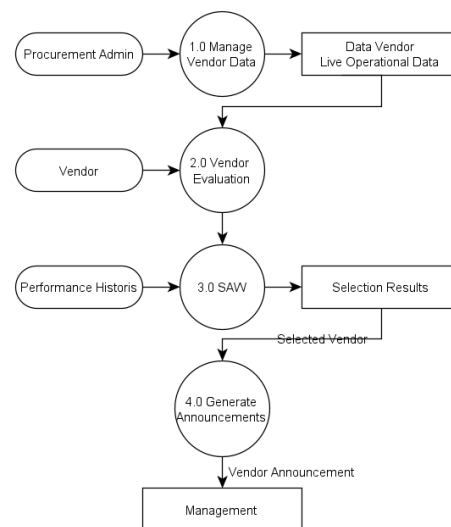 Procurement Admin
1.0 Manage
Vendor Data
Data Vendor
Live Operational Data
Vendor
2.0 Vendor
Evaluation
Performance Historis
3.0 SAW
Selection Results
Selected Vendor
4.0 Generate
Announcements
Vendor Announcement
Management